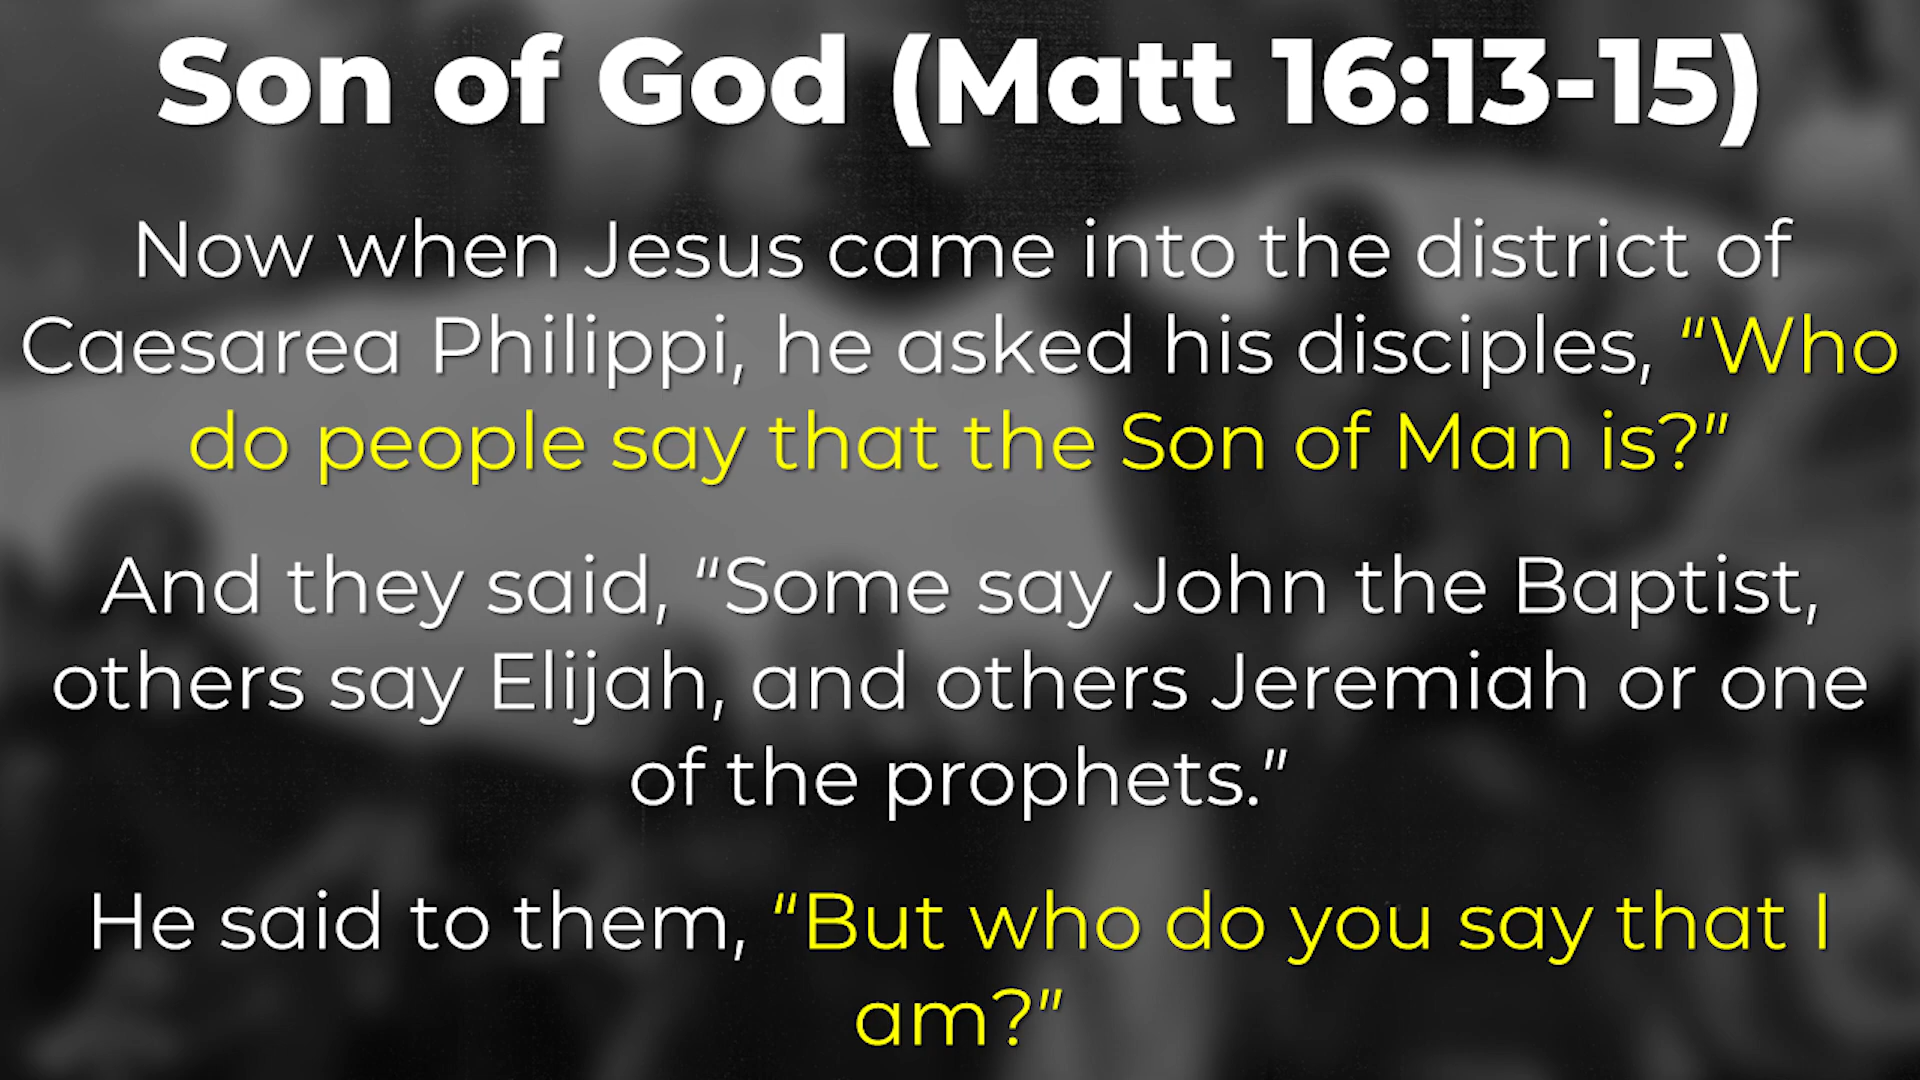 Son of God (Matt 16:13-15)
Now when Jesus came into the district of
Caesarea Philippi, he asked his disciples, “Who
do people say that the Son of Man is?”
And they said, “Some say John the Baptist,
others say Elijah, and others Jeremiah or one
of the prophets.”
He said to them, “But who do you say that I
am?”